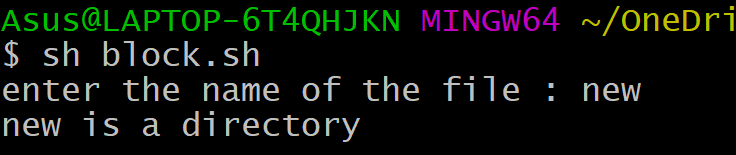 Asus@LAPTOP-6T4QHJKN MINGW64 ~/OneDri
$ sh block.sh
enter the name of the file : new
new is a directory